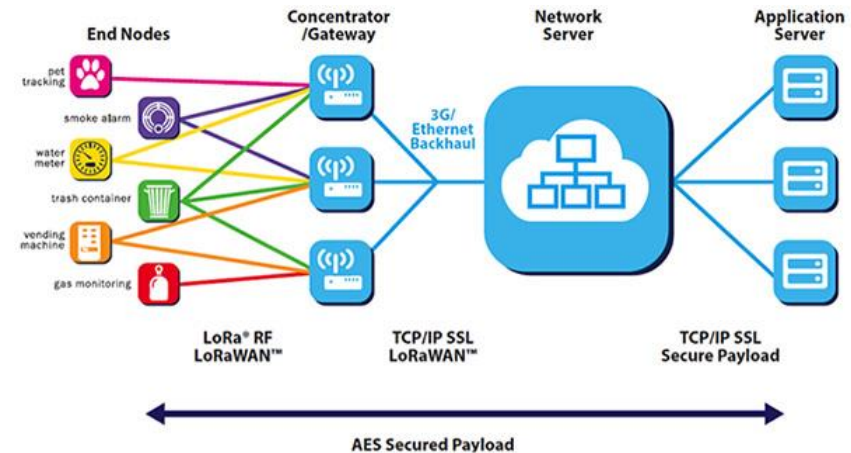 End Nodes
Concentrator
/Gateway
Network
Server
Application
Server
pet
tracking
smoke alarm
water
meter
trash container
vending
machine
gas monitoring
3G/
Ethernet
Backhaul
LoRa® RF
LoRaWAN™
TCP/IP SSL
LoRaWAN™
TCP/IP SSL
Secure Payload
AES Secured Payload